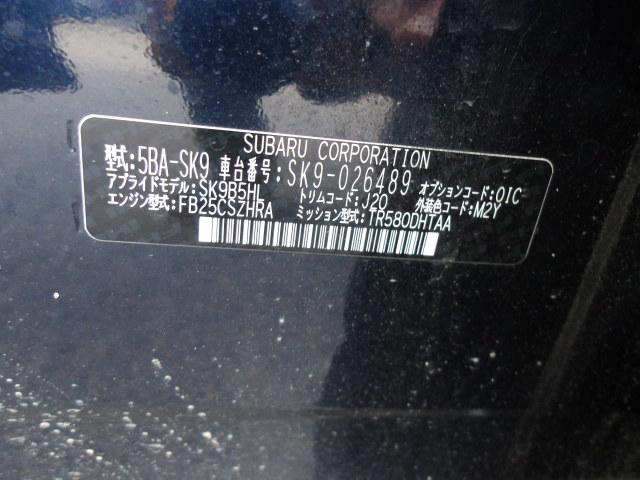 SUBARU CORPORATION
型式:5BA-SK9 車台番号:SK9-026489
アプライドモデル:SK9B5HL トリムコード:J20 オプションコード:OIC
エンジン型式:FB25CSZHRA ミッション型式:TR580DHTAA 外装色コード:M2Y